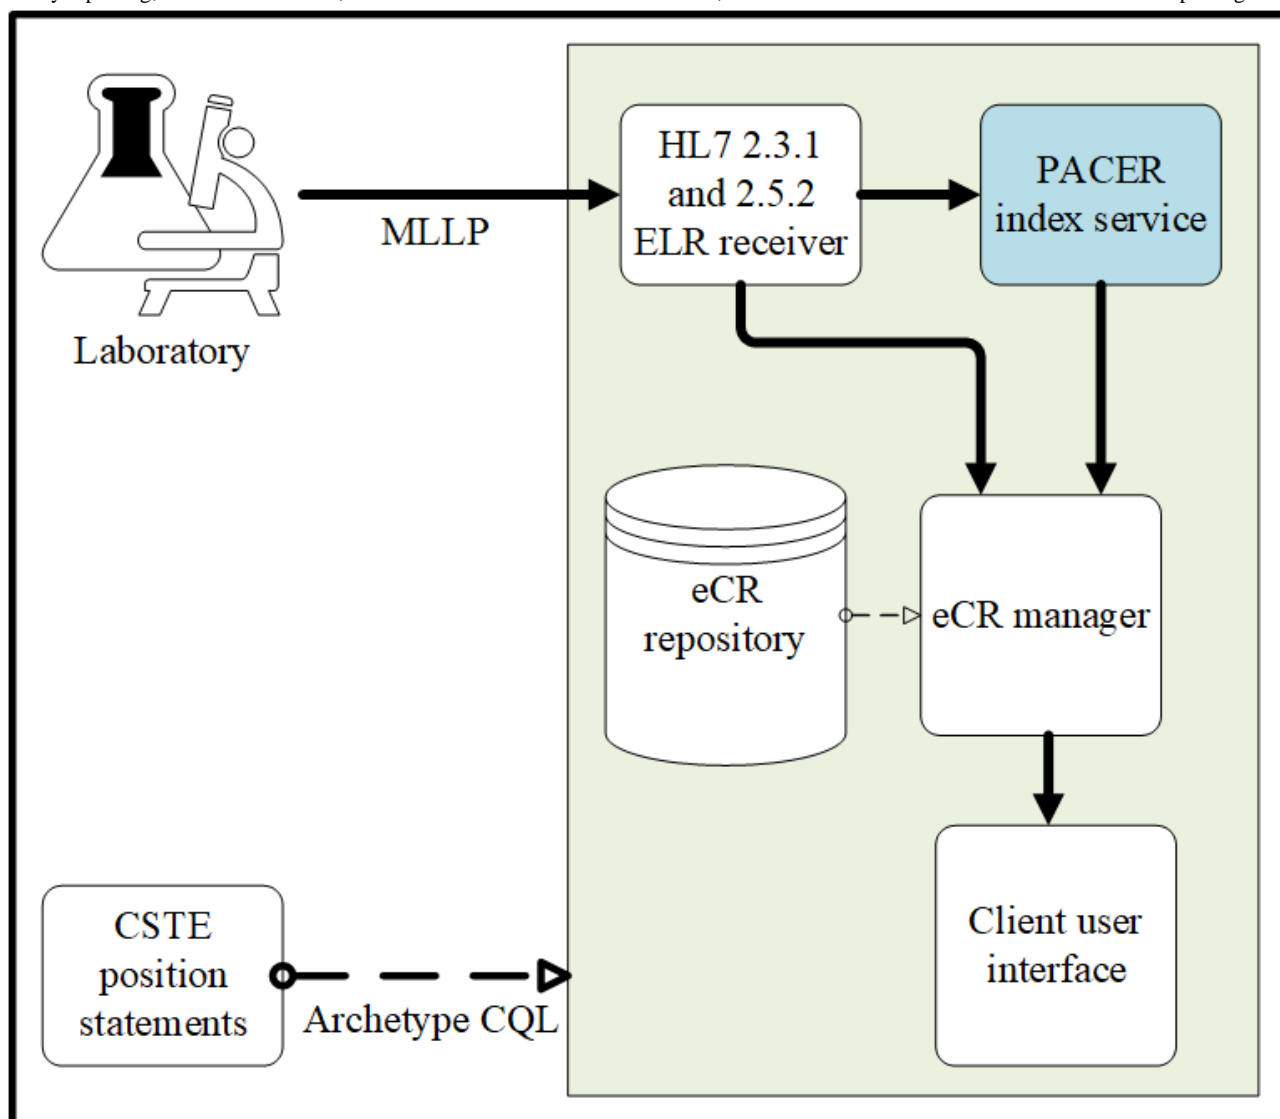 HL7 2.3.1
and 2.5.2
ELR receiver
PACER
index service
MLLP
Laboratory
eCR
repository
eCR manager
CSTE
position
statements
Archetype CQL
Client user
interface